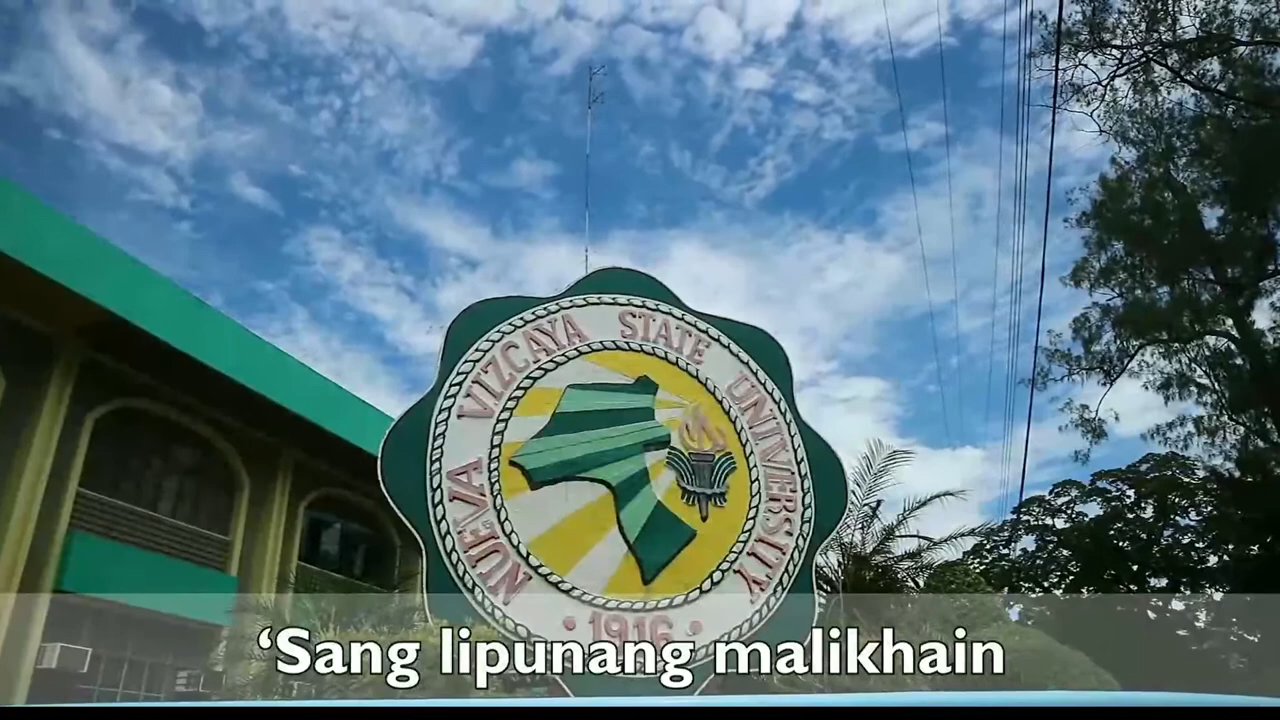 NUEVA VIZCAYA STATE UNIVERSITY
• 1916 •
‘Sang lipunang malikhain